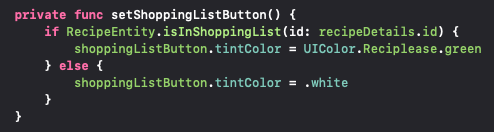 private func setShoppingListButton() {
    if RecipeEntity.isInShoppingList(id: recipeDetails.id) {
        shoppingListButton.tintColor = UIColor.Reciplease.green
    } else {
        shoppingListButton.tintColor = .white
    }
}